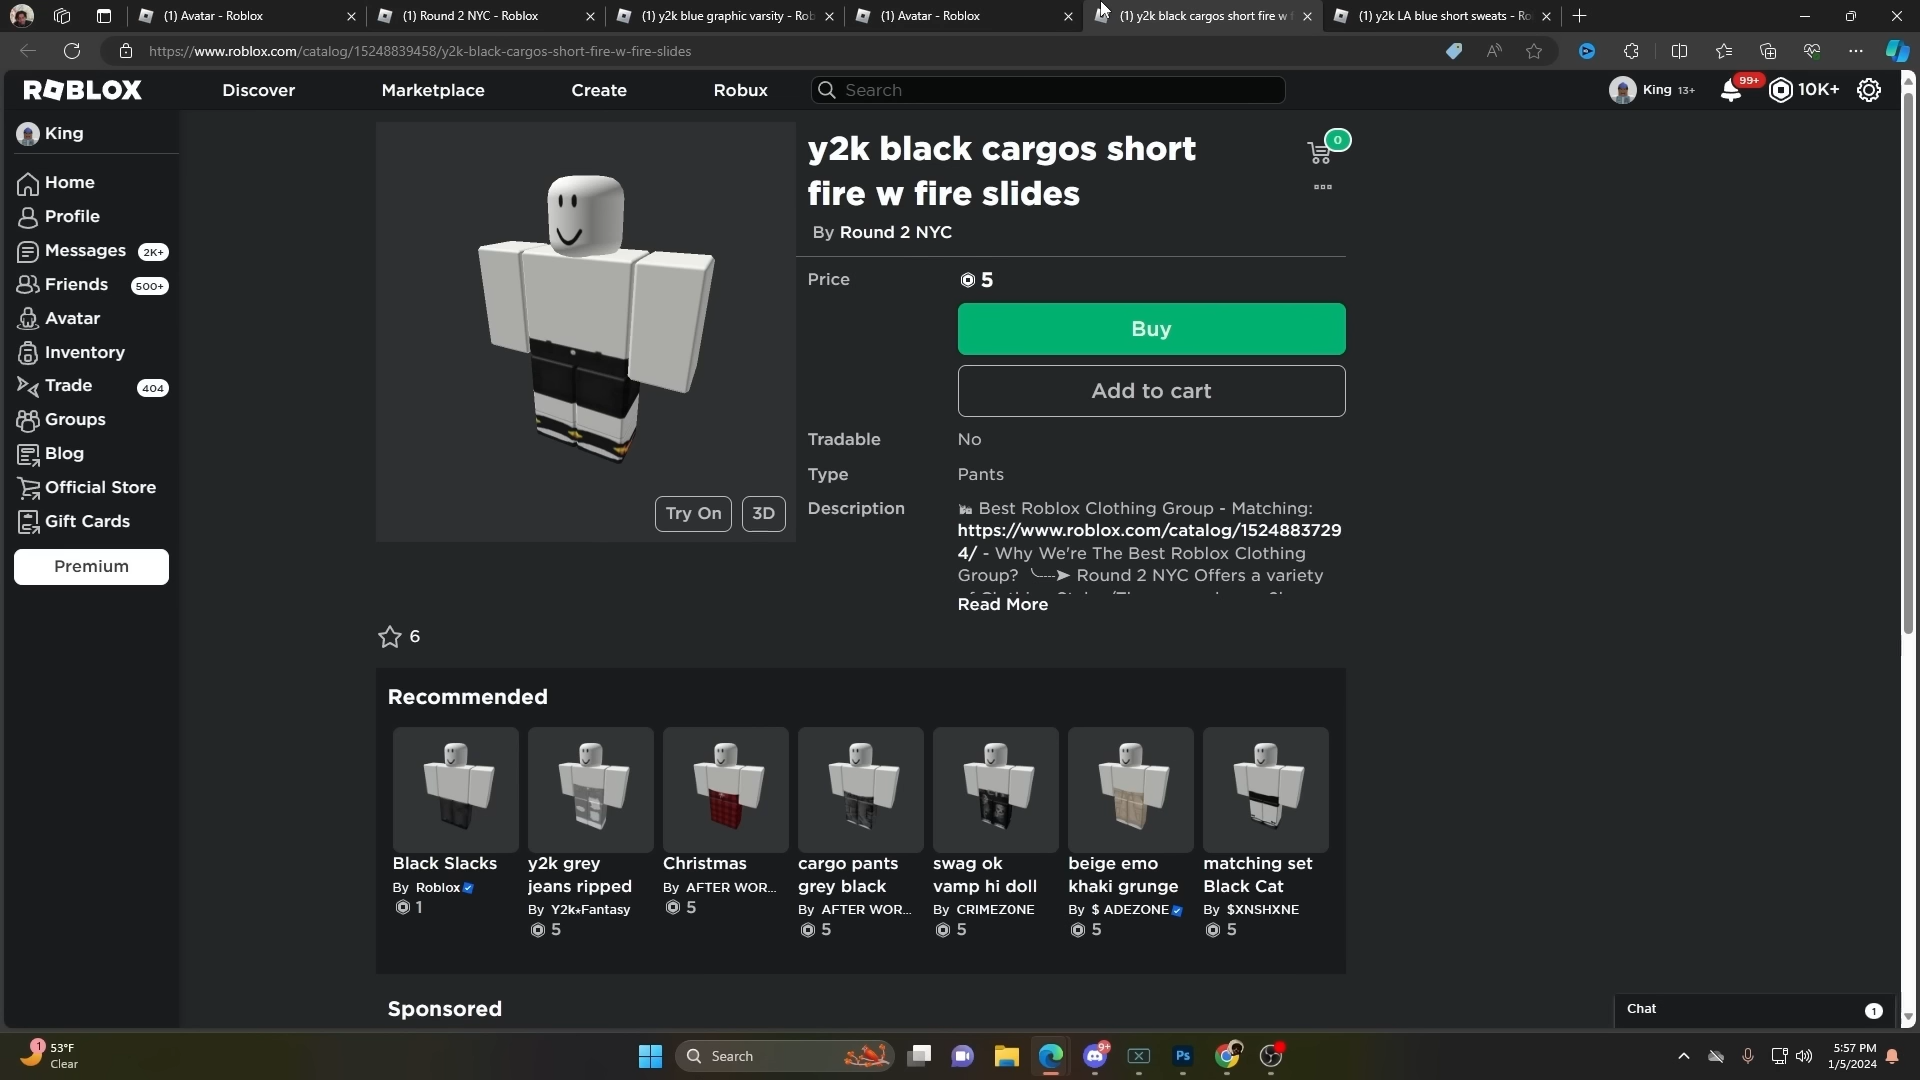 (1) Avatar - Roblox
(1) Round 2 NYC - Roblox
(1) y2k blue graphic varsity - Rob
(1) Avatar - Roblox
(1) y2k black cargos short fire w f
(1) y2k LA blue short sweats - Ro
https://www.roblox.com/catalog/15248839458/y2k-black-cargos-short-fire-w-fire-slides
ROBLOX
Discover
Marketplace
Create
Robux
Search
King 13+
99+
10K+
King
Home
Profile
Messages 2K+
Friends 500+
Avatar
Inventory
Trade 404
Groups
Blog
Official Store
Gift Cards
Premium
Try On
3D
y2k black cargos short
fire w fire slides
0
By Round 2 NYC
Price 5
Buy
Add to cart
Tradable No
Type Pants
Description Best Roblox Clothing Group - Matching:
https://www.roblox.com/catalog/1524883729
4/ - Why We're The Best Roblox Clothing
Group? ╰---➤ Round 2 NYC Offers a variety
Read More
6
Recommended
Black Slacks
By Roblox
1
y2k grey
jeans ripped
By Y2k⋆Fantasy
5
Christmas
By AFTER WOR...
5
cargo pants
grey black
By AFTER WOR...
5
swag ok
vamp hi doll
By CRIMEZ0NE
5
beige emo
khaki grunge
By $ ADEZONE
5
matching set
Black Cat
By $XNSHXNE
5
Sponsored
Chat 1
1
53°F
Clear
Search
9+
Ps
5:57 PM
1/5/2024